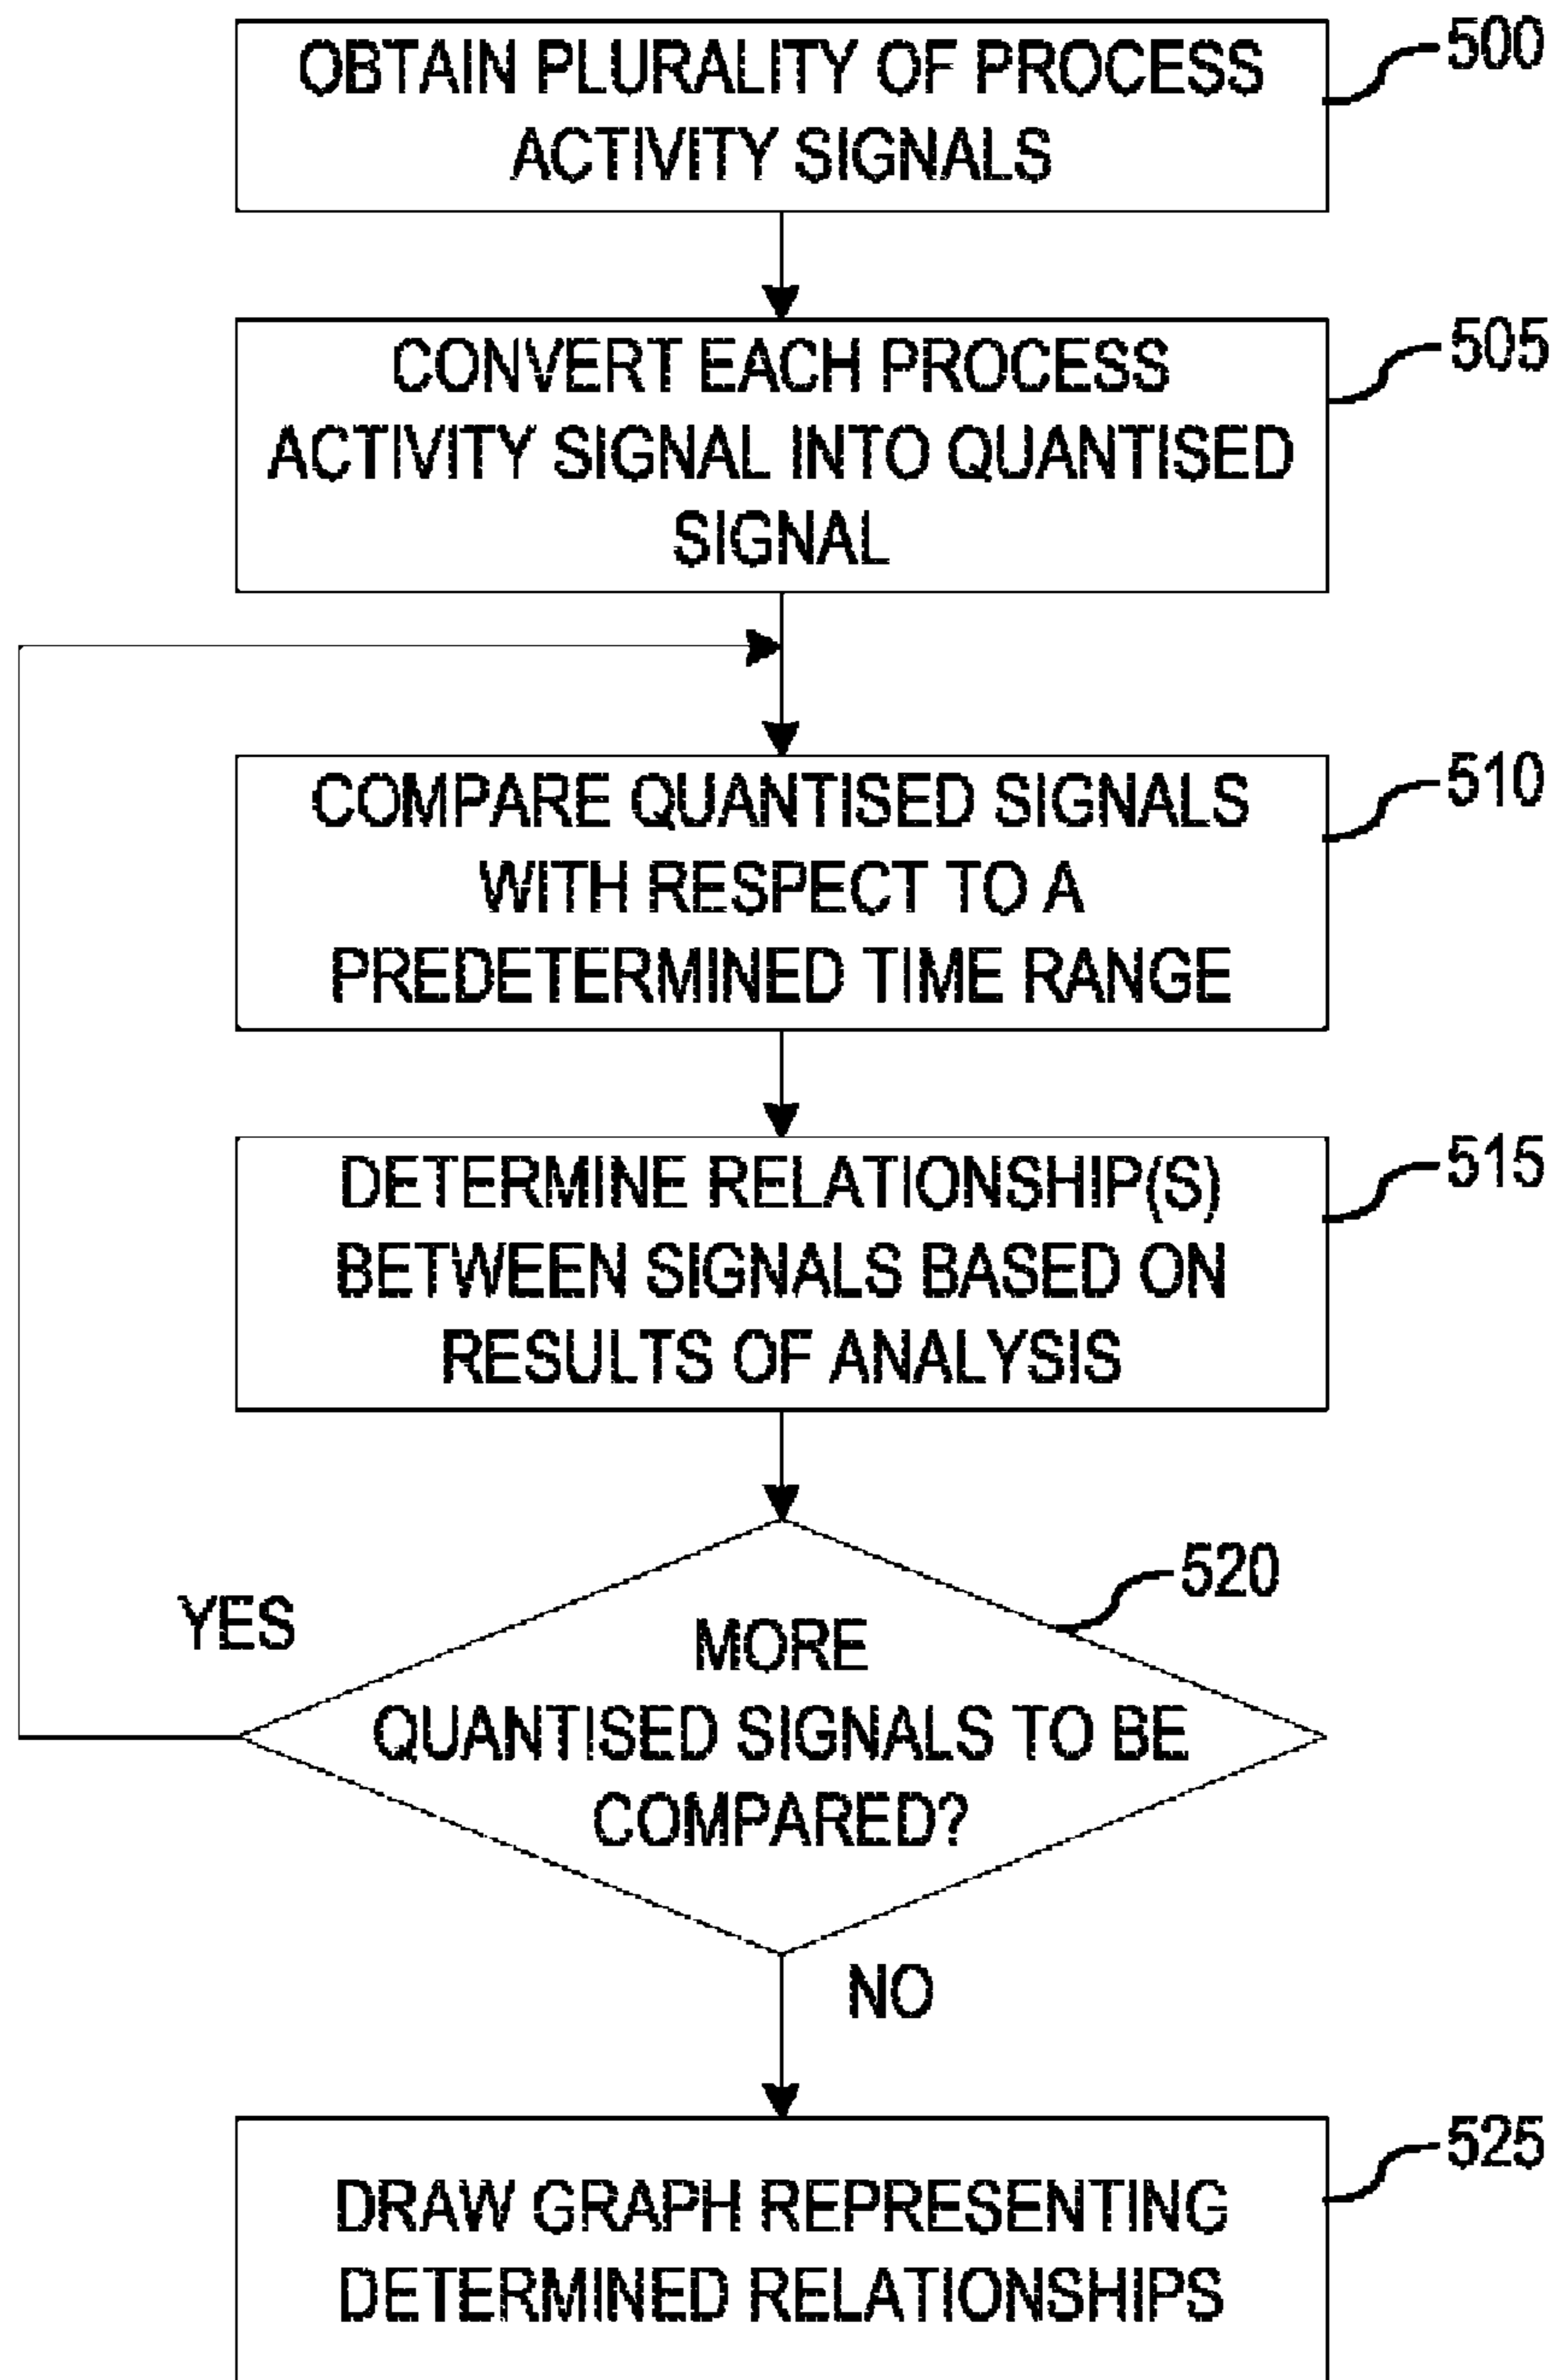 OBTAIN PLURALITY OF PROCESS
ACTIVITY SIGNALS
500
CONVERT EACH PROCESS
ACTIVITY SIGNAL INTO QUANTISED
SIGNAL
505
COMPARE QUANTISED SIGNALS
WITH RESPECT TO A
PREDETERMINED TIME RANGE
510
DETERMINE RELATIONSHIP(S)
BETWEEN SIGNALS BASED ON
RESULTS OF ANALYSIS
515
MORE
QUANTISED SIGNALS TO BE
COMPARED?
520
YES
NO
DRAW GRAPH REPRESENTING
DETERMINED RELATIONSHIPS
525